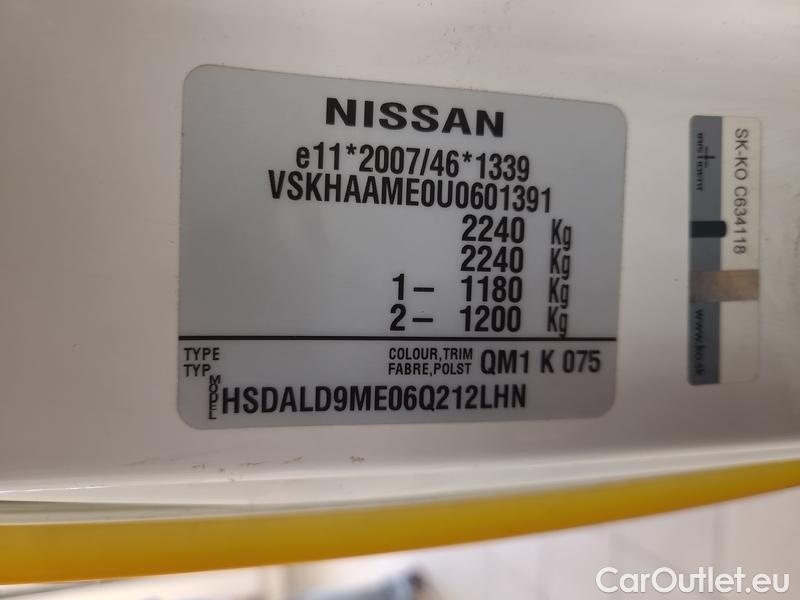 NISSAN
e11*2007/46*1339
VSKHAAME0U0601391
2240 Kg
2240 Kg
1– 1180 Kg
2– 1200 Kg
TYPE
TYP
COLOUR,TRIM
FABRE,POLST
QM1 K 075
MODEL
HSDALD9ME06Q212LHN
SK-KO C634118
www.ko.sk
CarOutlet.eu